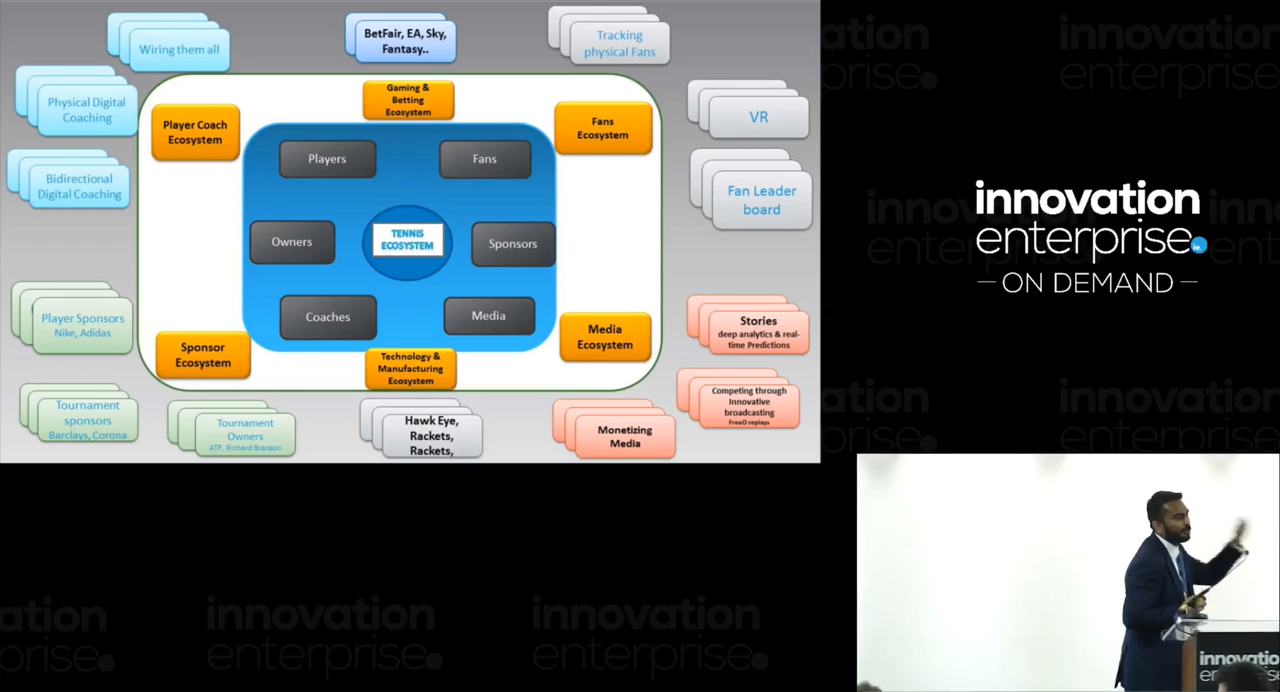 Wiring them all
BetFair, EA, Sky,
Fantasy..
Tracking
physical Fans
Physical Digital
Coaching
Player Coach
Ecosystem
Gaming &
Betting
Ecosystem
Fans
Ecosystem
VR
Bidirectional
Digital Coaching
Players
Fans
Fan Leader
board
Owners
TENNIS
ECOSYSTEM
Sponsors
Coaches
Media
Player Sponsors
Nike, Adidas
Sponsor
Ecosystem
Technology &
Manufacturing
Ecosystem
Media
Ecosystem
Stories
deep analytics & real-
time Predictions
Tournament
sponsors
Barclays, Corona
Tournament
Owners
ATP, Richard Branson
Hawk Eye,
Rackets,
Rackets,
Monetizing
Media
Competing through
Innovative
broadcasting
FreeD replays
innovation
enterprise.
ie.
ON DEMAND
innovation
enterprise.
innovation
enterprise.
innovatio